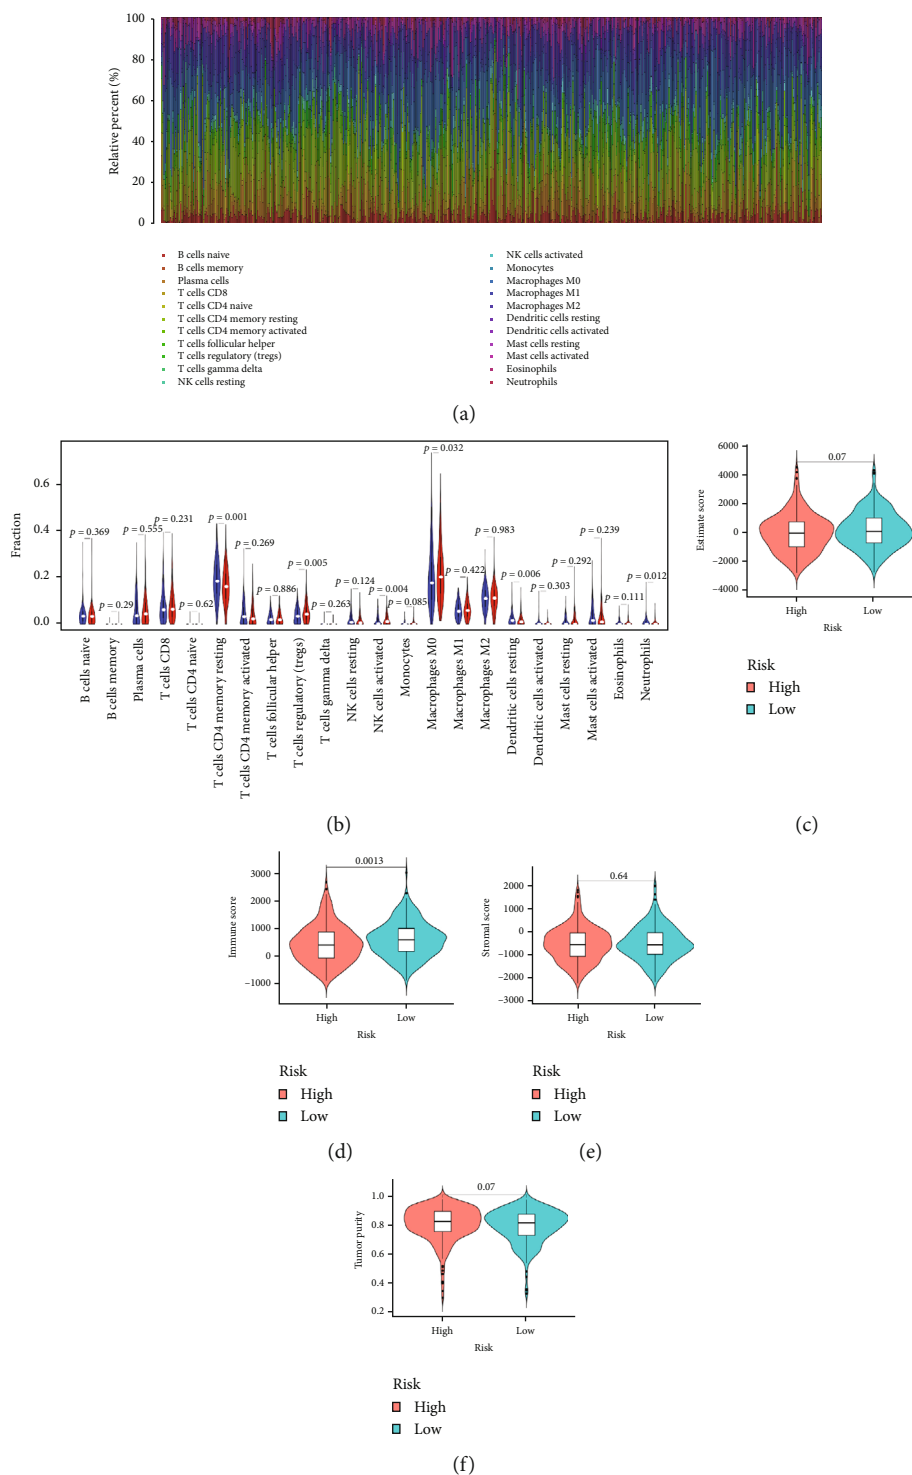 100
80
60
40
20
0
Relative percent (%)
B cells naive
B cells memory
Plasma cells
T cells CD8
T cells CD4 naive
T cells CD4 memory resting
T cells CD4 memory activated
T cells follicular helper
T cells regulatory (tregs)
T cells gamma delta
NK cells resting
NK cells activated
Monocytes
Macrophages M0
Macrophages M1
Macrophages M2
Dendritic cells resting
Dendritic cells activated
Mast cells resting
Mast cells activated
Eosinophils
Neutrophils
(a)
Fraction
0.6
0.4
0.2
0.0
p = 0.369
p = 0.29
p = 0.555
p = 0.231
p = 0.62
p = 0.001
p = 0.269
p = 0.886
p = 0.005
p = 0.263
p = 0.124
p = 0.004
p = 0.085
p = 0.032
p = 0.422
p = 0.983
p = 0.006
p = 0.303
p = 0.292
p = 0.239
p = 0.111
p = 0.012
B cells naive
B cells memory
Plasma cells
T cells CD8
T cells CD4 naive
T cells CD4 memory resting
T cells CD4 memory activated
T cells follicular helper
T cells regulatory (tregs)
T cells gamma delta
NK cells resting
NK cells activated
Monocytes
Macrophages M0
Macrophages M1
Macrophages M2
Dendritic cells resting
Dendritic cells activated
Mast cells resting
Mast cells activated
Eosinophils
Neutrophils
(b)
Estimate score
6000
4000
2000
0
−2000
−4000
0.07
High Low
Risk
Risk
High
Low
(c)
Immune score
3000
2000
1000
0
−1000
0.0013
High Low
Risk
Risk
High
Low
(d)
Stromal score
2000
1000
0
−1000
−2000
−3000
0.64
High Low
Risk
Risk
High
Low
(e)
Tumor purity
1.0
0.8
0.6
0.4
0.2
0.07
High Low
Risk
Risk
High
Low
(f)